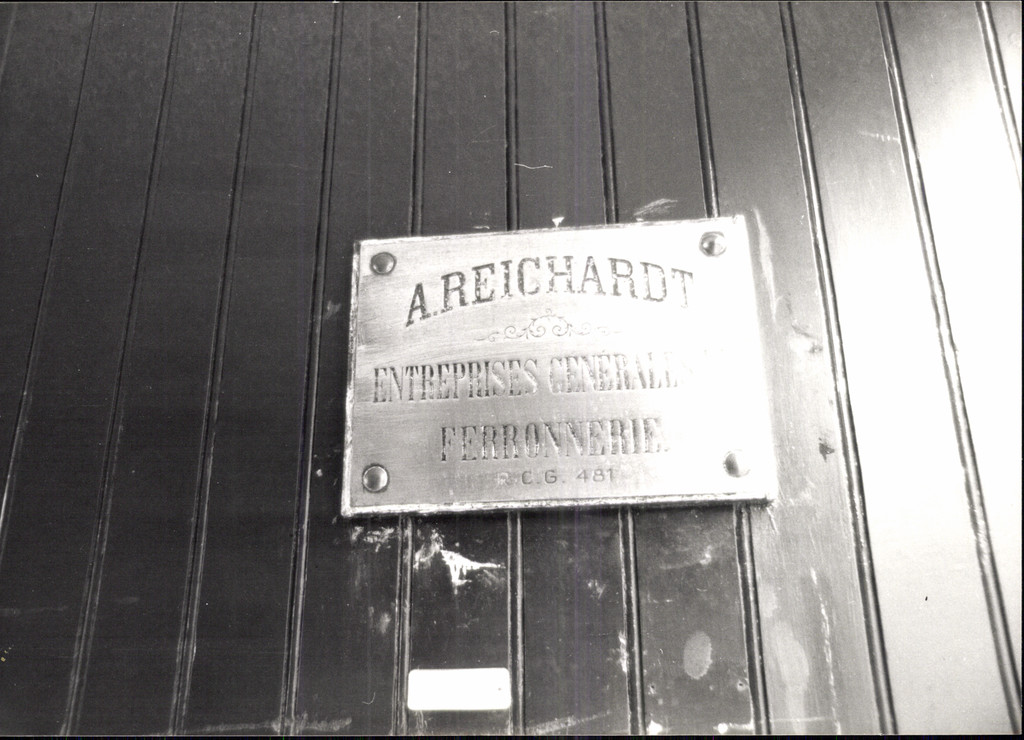 A. REICHARDT
ENTREPRISES GÉNÉRALES
FERRONNERIE.
R.C.G. 481